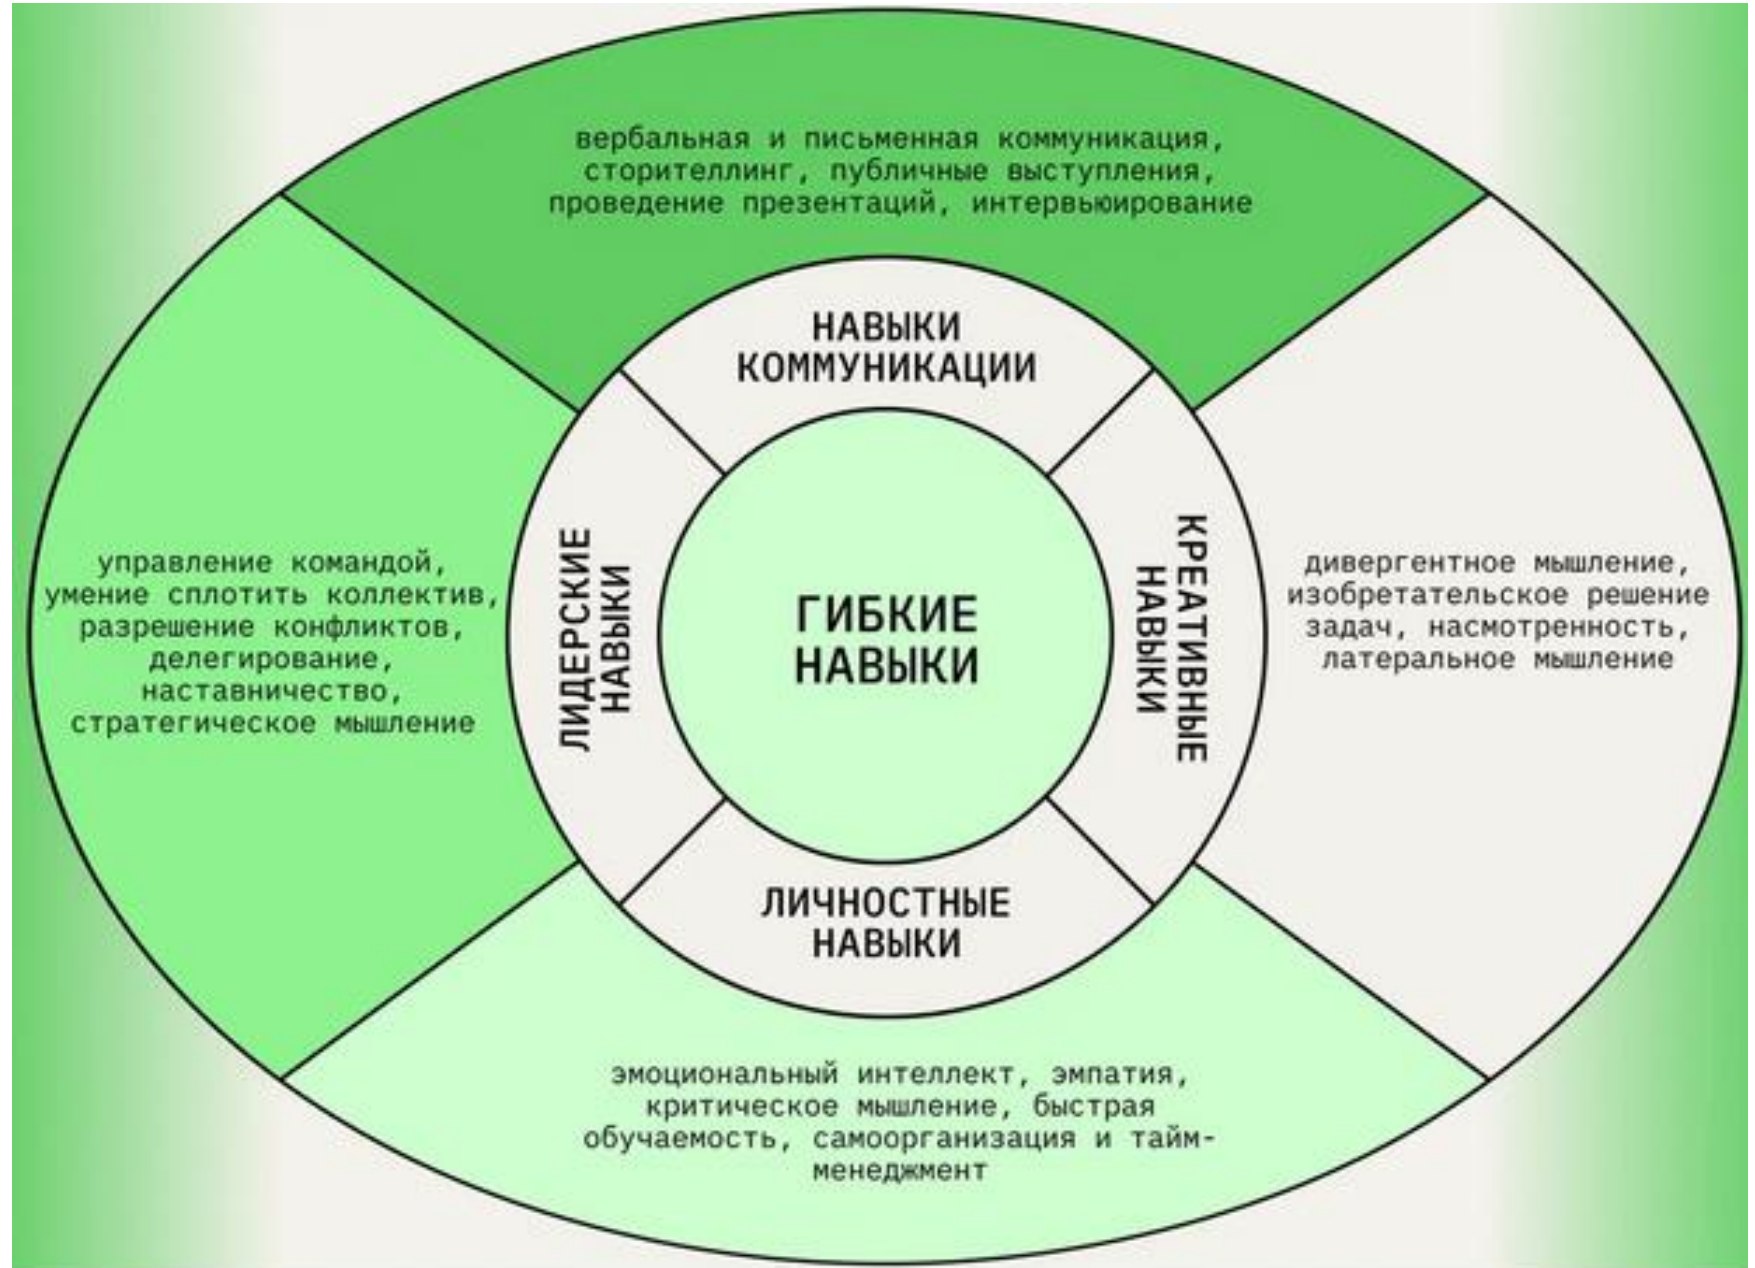 вербальная и письменная коммуникация,
сторителлинг, публичные выступления,
проведение презентаций, интервьюирование
НАВЫКИ
КОММУНИКАЦИИ
управление командой,
умение сплотить коллектив,
разрешение конфликтов,
делегирование,
наставничество,
стратегическое мышление
ЛИДЕРСКИЕ
НАВЫКИ
ГИБКИЕ
НАВЫКИ
КРЕАТИВНЫЕ
НАВЫКИ
дивергентное мышление,
изобретательское решение
задач, насмотренность,
латеральное мышление
ЛИЧНОСТНЫЕ
НАВЫКИ
эмоциональный интеллект, эмпатия,
критическое мышление, быстрая
обучаемость, самоорганизация и тайм-
менеджмент